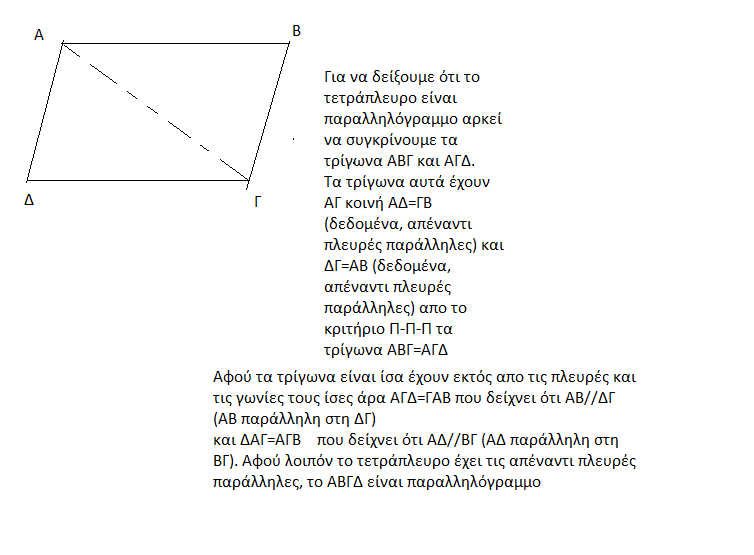 Α
Β
Δ
Γ
Για να δείξουμε ότι το
τετράπλευρο είναι
παραλληλόγραμμο αρκεί
να συγκρίνουμε τα
τρίγωνα ΑΒΓ και ΑΓΔ.
Τα τρίγωνα αυτά έχουν
ΑΓ κοινή ΑΔ=ΓΒ
(δεδομένα, απέναντι
πλευρές παράλληλες) και
ΔΓ=ΑΒ (δεδομένα,
απέναντι πλευρές
παράλληλες) απο το
κριτήριο Π-Π-Π τα
τρίγωνα ΑΒΓ=ΑΓΔ
Αφού τα τρίγωνα είναι ίσα έχουν εκτός απο τις πλευρές και
τις γωνίες τους ίσες άρα ΑΓΔ=ΓΑΒ που δείχνει ότι ΑΒ//ΔΓ
(ΑΒ παράλληλη στη ΔΓ)
και ΔΑΓ=ΑΓΒ που δείχνει ότι ΑΔ//ΒΓ (ΑΔ παράλληλη στη
ΒΓ). Αφού λοιπόν το τετράπλευρο έχει τις απέναντι πλευρές
παράλληλες, το ΑΒΓΔ είναι παραλληλόγραμμο